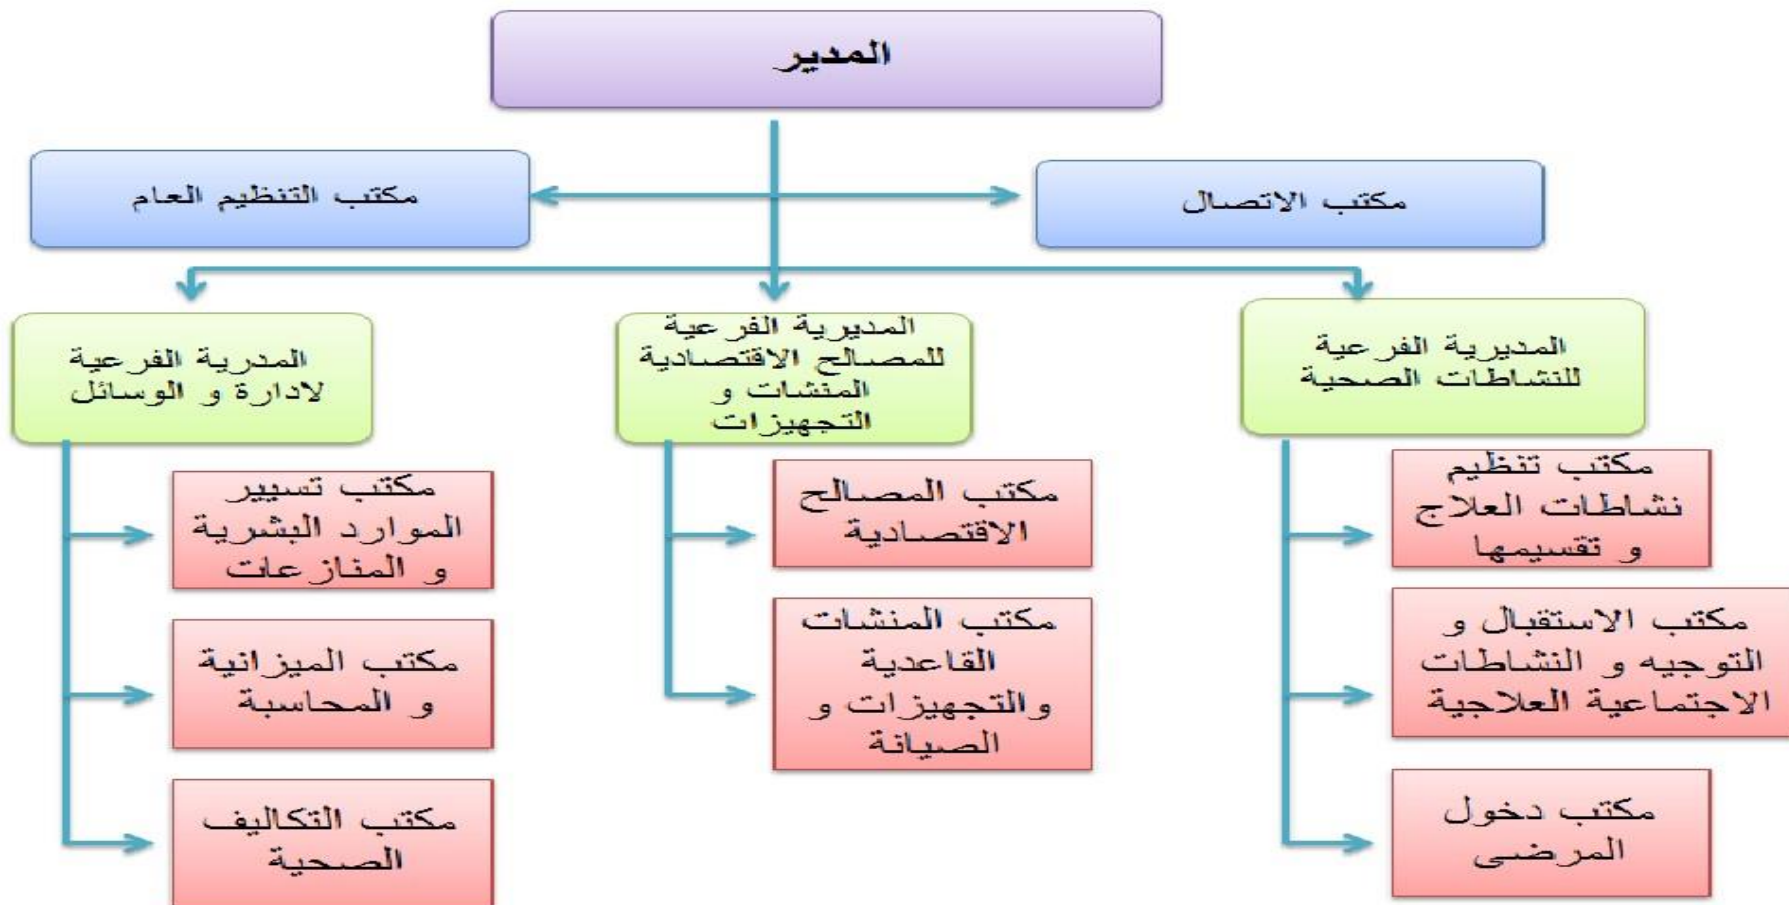 المدير
مكتب الاتصال
مكتب التنظيم العام
المديرية الفرعية
للنشاطات الصحية
المديرية الفرعية
للمصالح الاقتصادية
المنشات و
التجهيزات
المدرية الفرعية
لادارة و الوسائل
مكتب تنظيم
نشاطات العلاج
و تقسيمها
مكتب الاستقبال و
التوجيه و النشاطات
الاجتماعية العلاجية
مكتب دخول
المرضى
مكتب المصالح
الاقتصادية
مكتب المنشات
القاعدية
والتجهيزات و
الصيانة
مكتب تسيير
الموارد البشرية
و المنازعات
مكتب الميزانية
و المحاسبة
مكتب التكاليف
الصحية